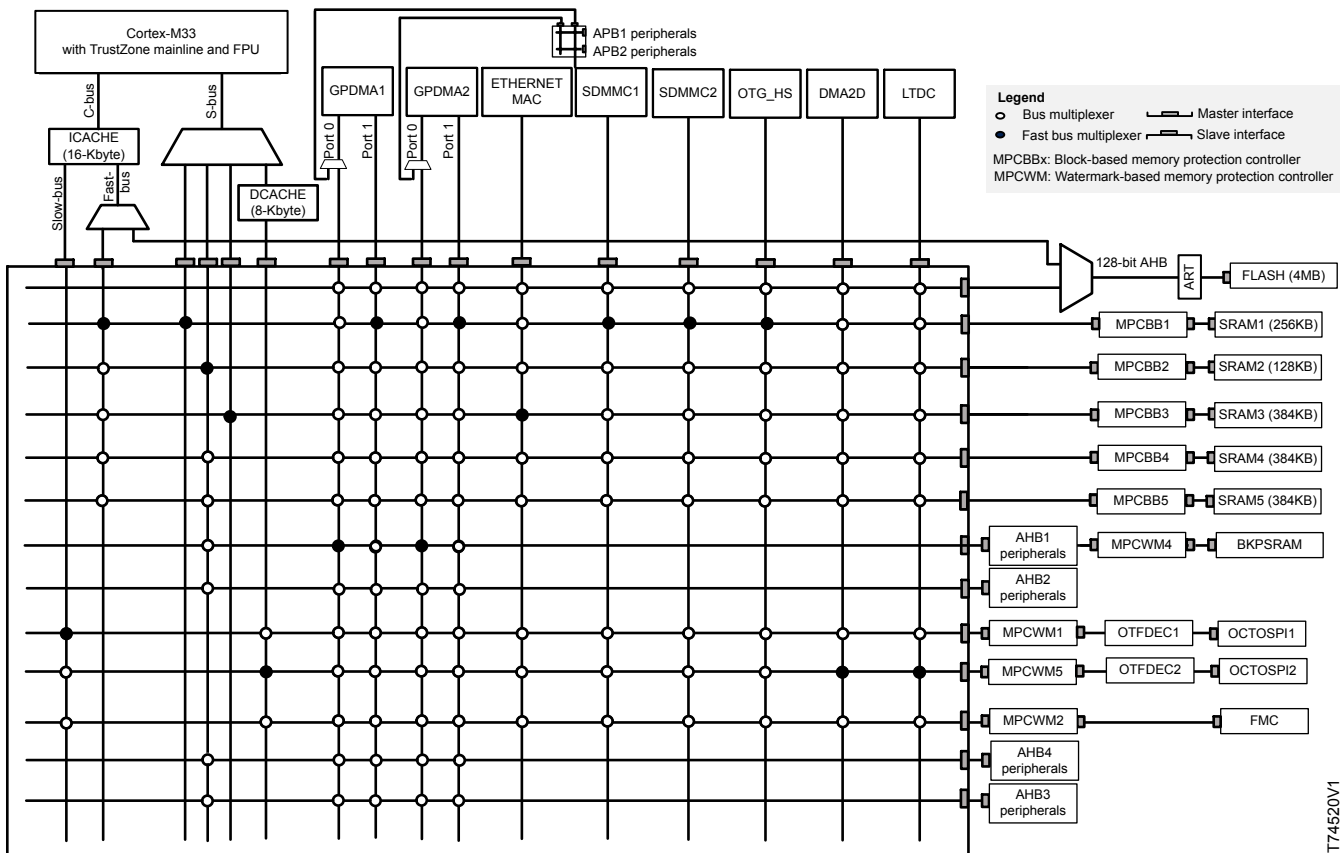 Cortex-M33
with TrustZone mainline and FPU
C-bus
S-bus
ICACHE
(16-Kbyte)
Slow-bus
Fast-
bus
DCACHE
(8-Kbyte)
APB1 peripherals
APB2 peripherals
GPDMA1
GPDMA2
ETHERNET
MAC
SDMMC1
SDMMC2
OTG_HS
DMA2D
LTDC
Port 0
Port 1
Port 0
Port 1
Legend
Bus multiplexer
Master interface
Fast bus multiplexer
Slave interface
MPCBBx: Block-based memory protection controller
MPCWM: Watermark-based memory protection controller
128-bit AHB
ART
FLASH (4MB)
MPCBB1
SRAM1 (256KB)
MPCBB2
SRAM2 (128KB)
MPCBB3
SRAM3 (384KB)
MPCBB4
SRAM4 (384KB)
MPCBB5
SRAM5 (384KB)
AHB1
peripherals
MPCWM4
BKPSRAM
AHB2
peripherals
MPCWM1
OTFDEC1
OCTOSPI1
MPCWM5
OTFDEC2
OCTOSPI2
MPCWM2
FMC
AHB4
peripherals
AHB3
peripherals
T74520V1